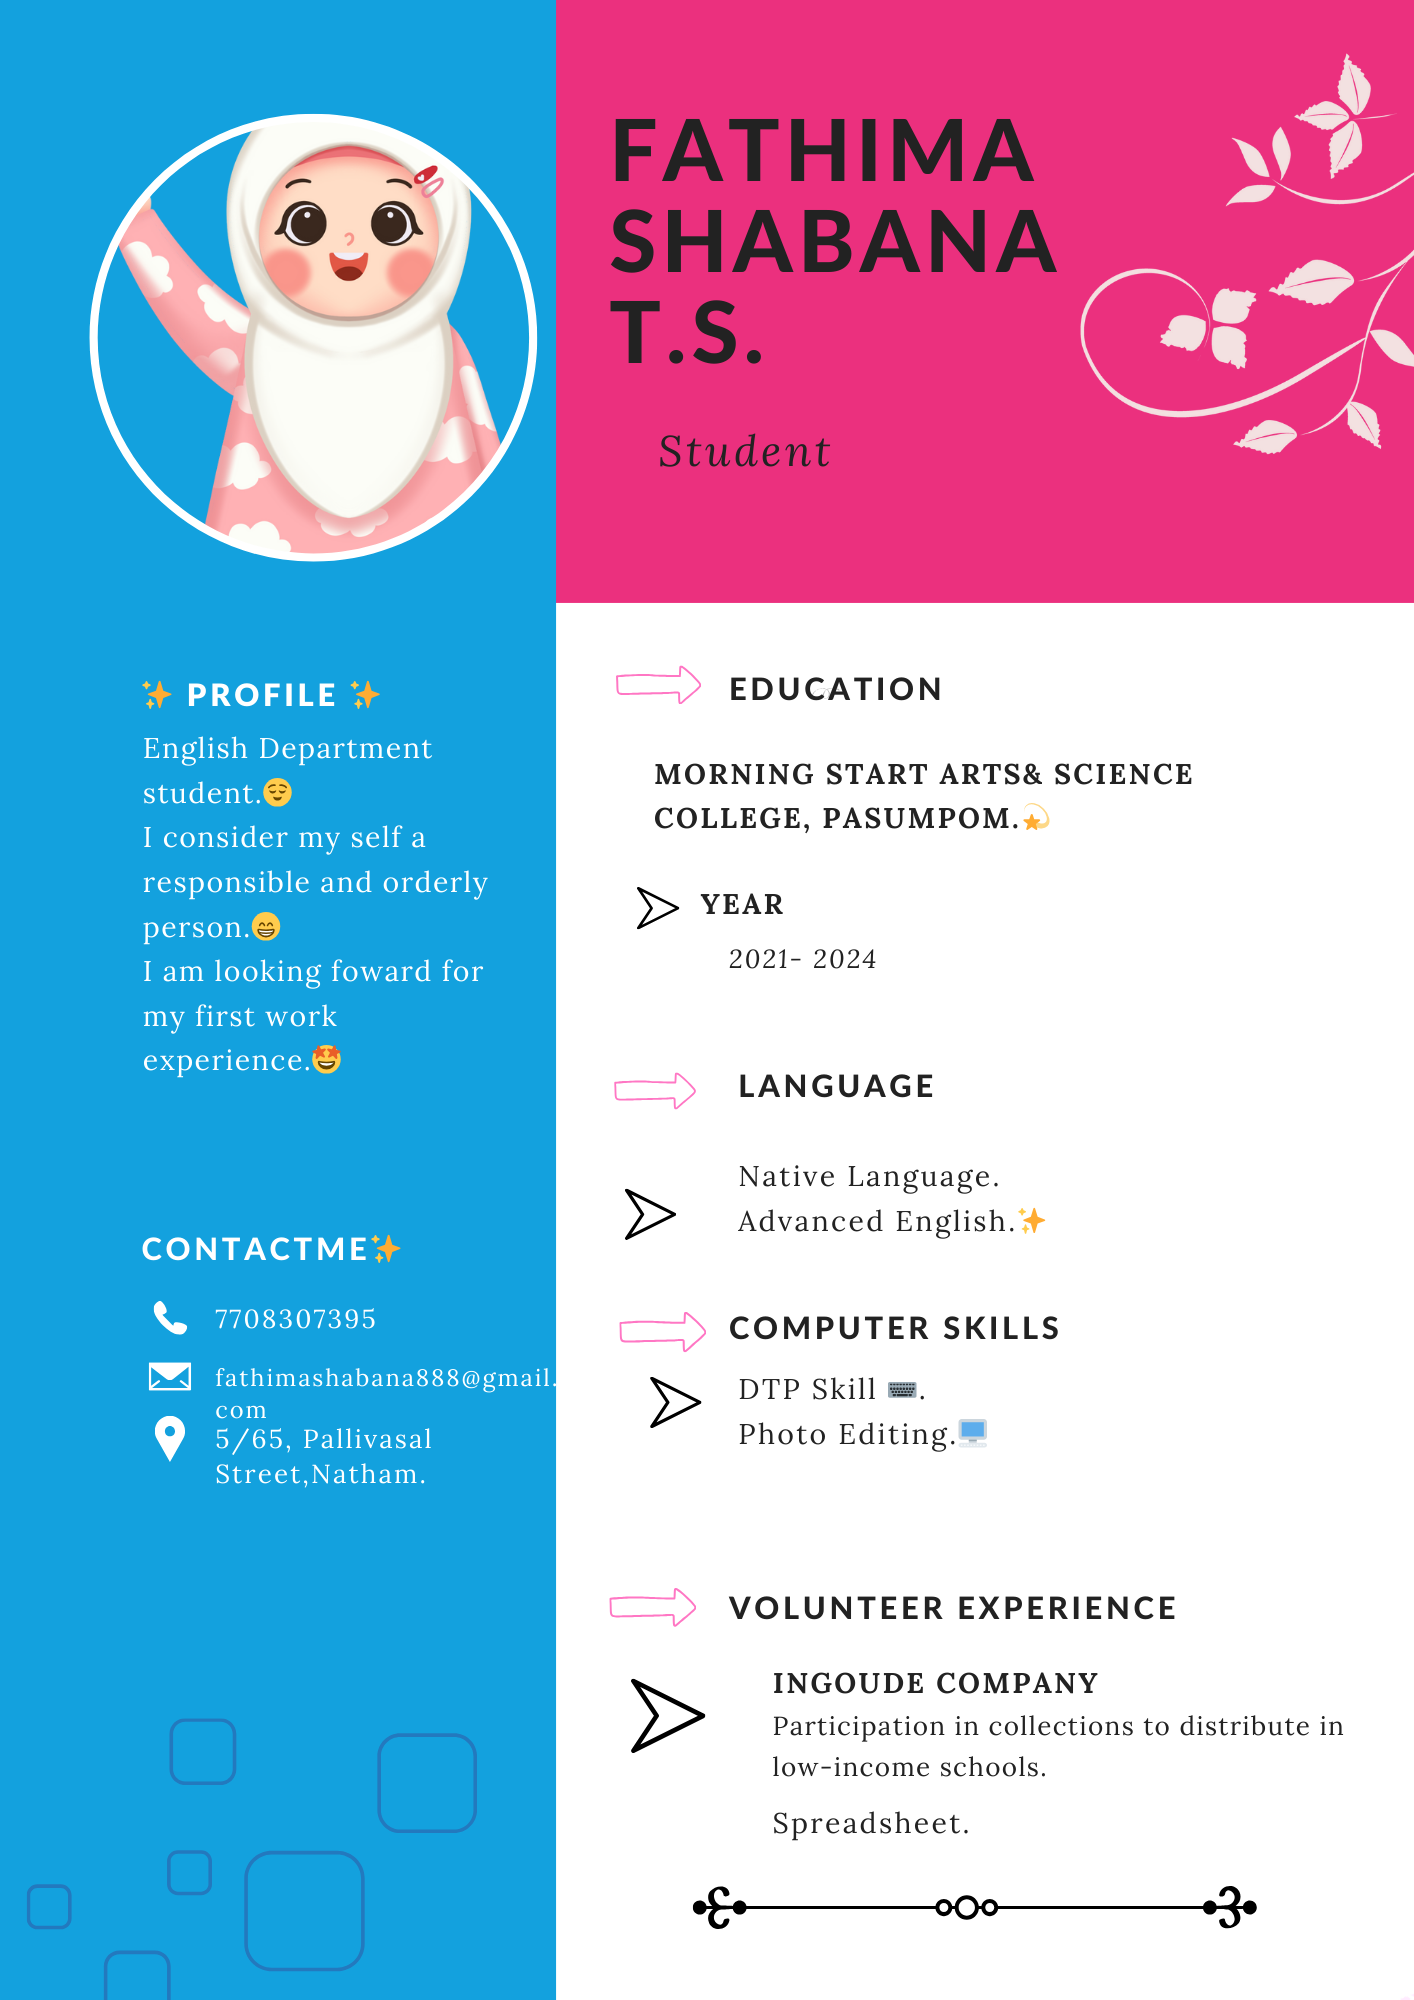 FATHIMA
SHABANA
T.S.
Student
✨ PROFILE ✨
English Department
student.😌
I consider my self a
responsible and orderly
person.😁
I am looking foward for
my first work
experience.🤩
CONTACTME✨
7708307395
fathimashabana888@gmail.
com
5/65, Pallivasal
Street,Natham.
EDUCATION
MORNING START ARTS& SCIENCE
COLLEGE, PASUMPOM.💫
YEAR
2021- 2024
LANGUAGE
Native Language.
Advanced English.✨
COMPUTER SKILLS
DTP Skill ⌨️.
Photo Editing.🖥️
VOLUNTEER EXPERIENCE
INGOUDE COMPANY
Participation in collections to distribute in
low-income schools.
Spreadsheet.